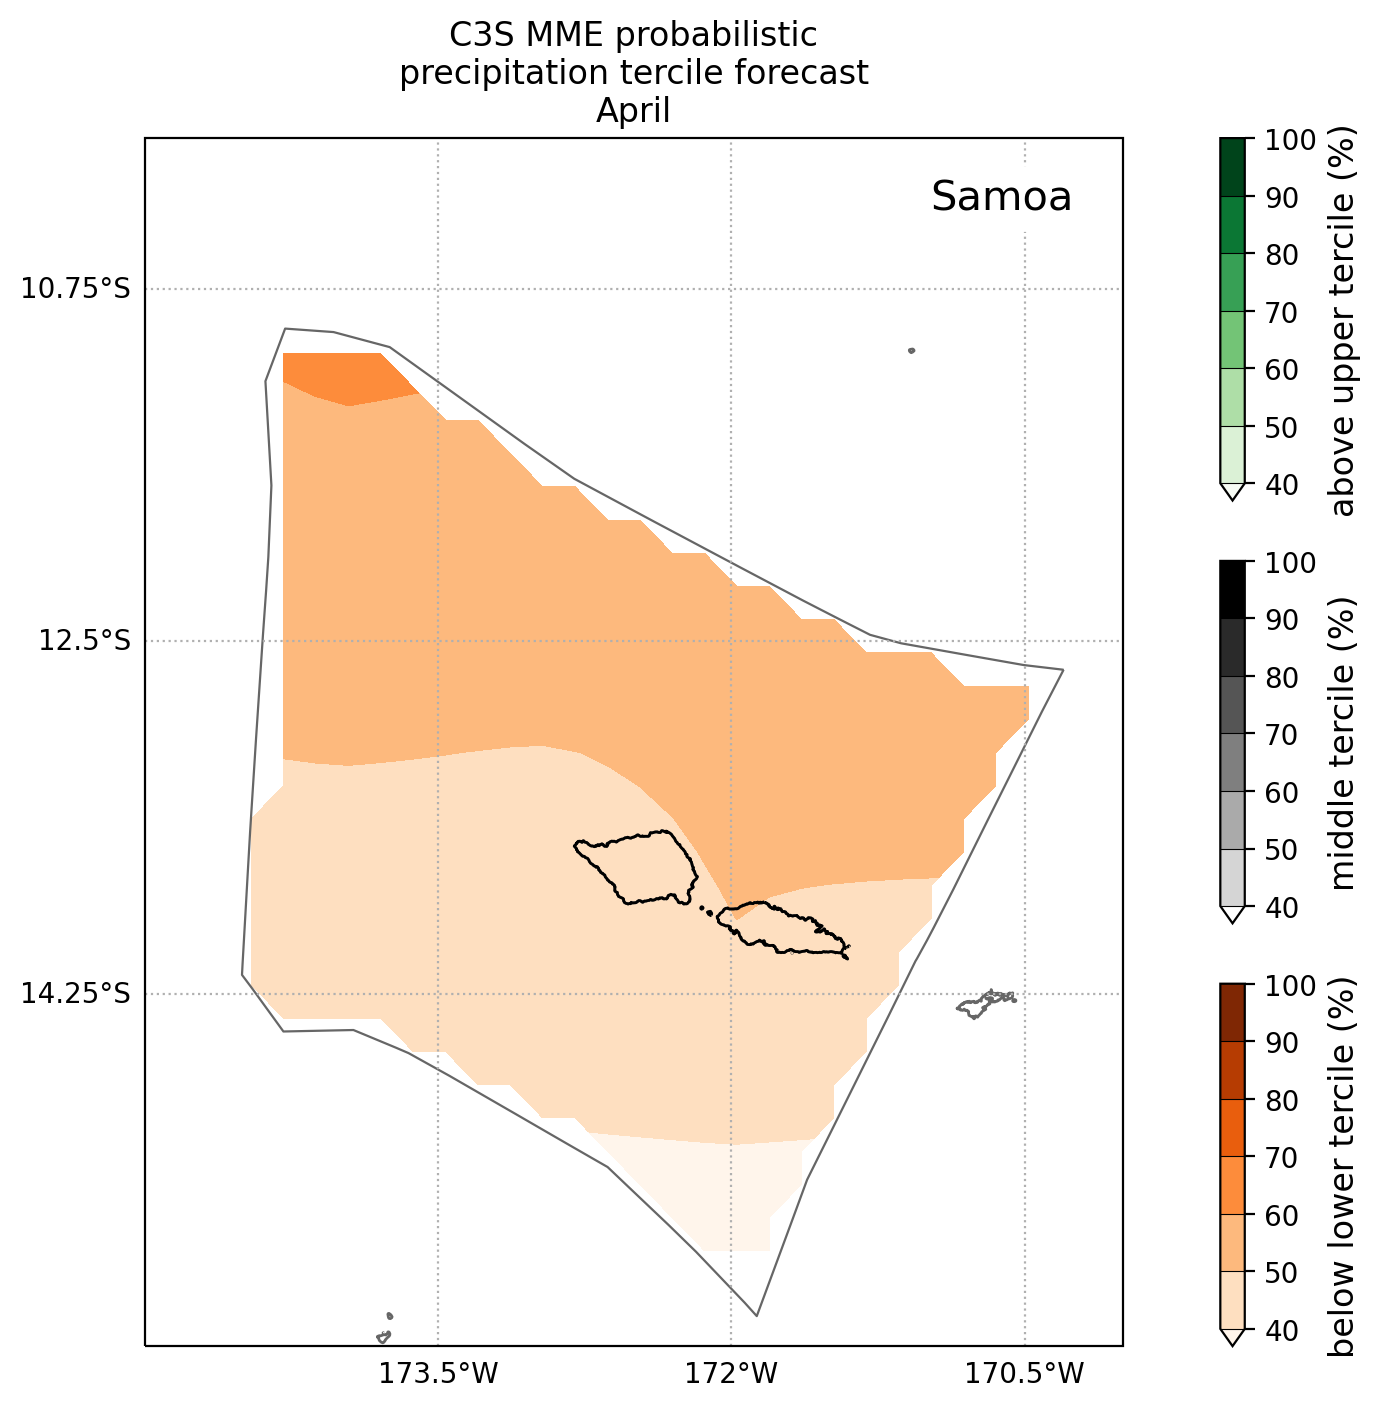 C3S MME probabilistic
precipitation tercile forecast
April
Samoa
10.75°S
12.5°S
14.25°S
173.5°W
172°W
170.5°W
100
90
80
70
60
50
40
above upper tercile (%)
100
90
80
70
60
50
40
middle tercile (%)
100
90
80
70
60
50
40
below lower tercile (%)